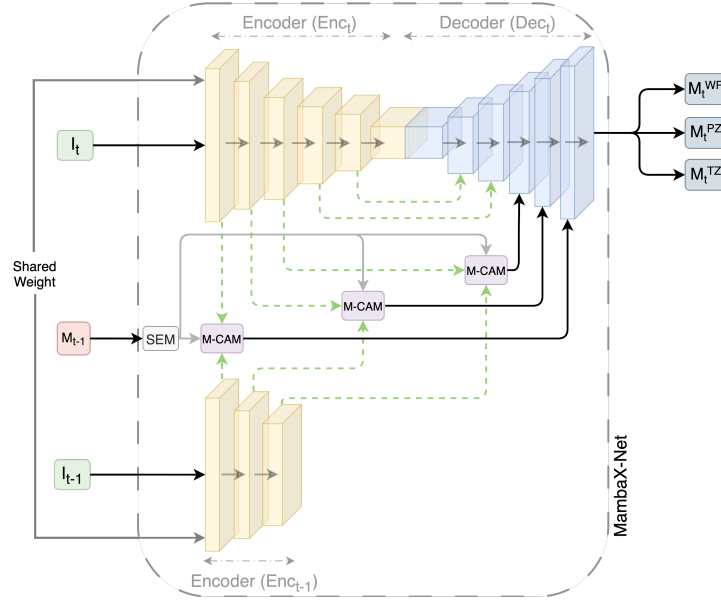 Encoder (Enc_t)
Decoder (Dec_t)
M_t^WP
I_t
M_t^PZ
M_t^TZ
Shared
Weight
M-CAM
M-CAM
M_t-1
SEM
M-CAM
I_t-1
MambaX-Net
Encoder (Enc_t-1)